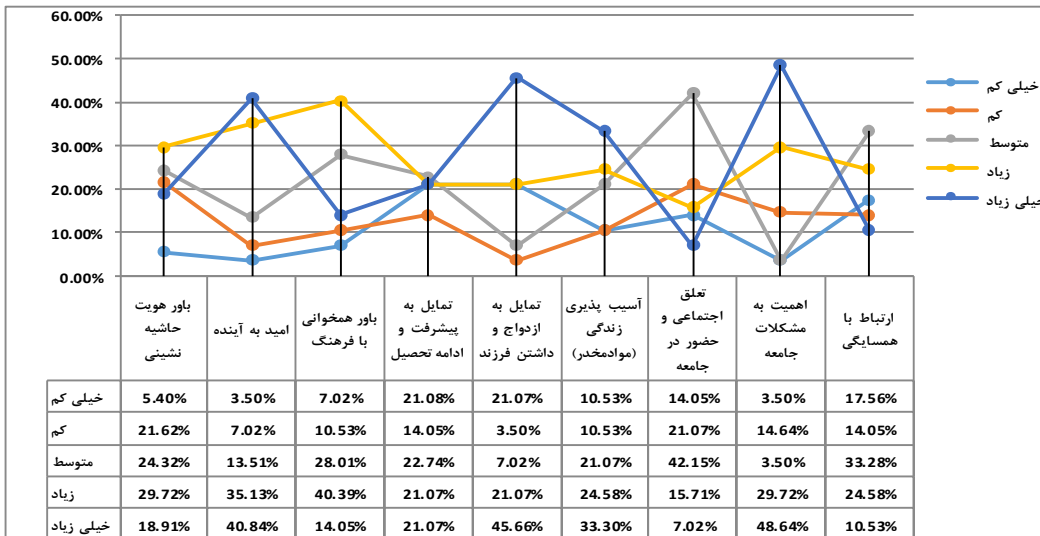 60.00%
50.00%
40.00%
30.00%
20.00%
10.00%
0.00%
خیلی کم
کم
متوسط
زیاد
خیلی زیاد
باور هویت
حاشیه
نشینی
امید به آینده
باور همخوانی
با فرهنگ
تمایل به
پیشرفت و
ادامه تحصیل
تمایل به
ازدواج و
داشتن فرزند
آسیب پذیری
زندگی
(موادمخدر)
تعلق
اجتماعی و
حضور در
جامعه
اهمیت به
مشکلات
جامعه
ارتباط با
همسایگی
خیلی کم 5.40% 3.50% 7.02% 21.08% 21.07% 10.53% 14.05% 3.50% 17.56%
کم 21.62% 7.02% 10.53% 14.05% 3.50% 10.53% 21.07% 14.64% 14.05%
متوسط 24.32% 13.51% 28.01% 22.74% 7.02% 21.07% 42.15% 3.50% 33.28%
زیاد 29.72% 35.13% 40.39% 21.07% 21.07% 24.58% 15.71% 29.72% 24.58%
خیلی زیاد 18.91% 40.84% 14.05% 21.07% 45.66% 33.30% 7.02% 48.64% 10.53%